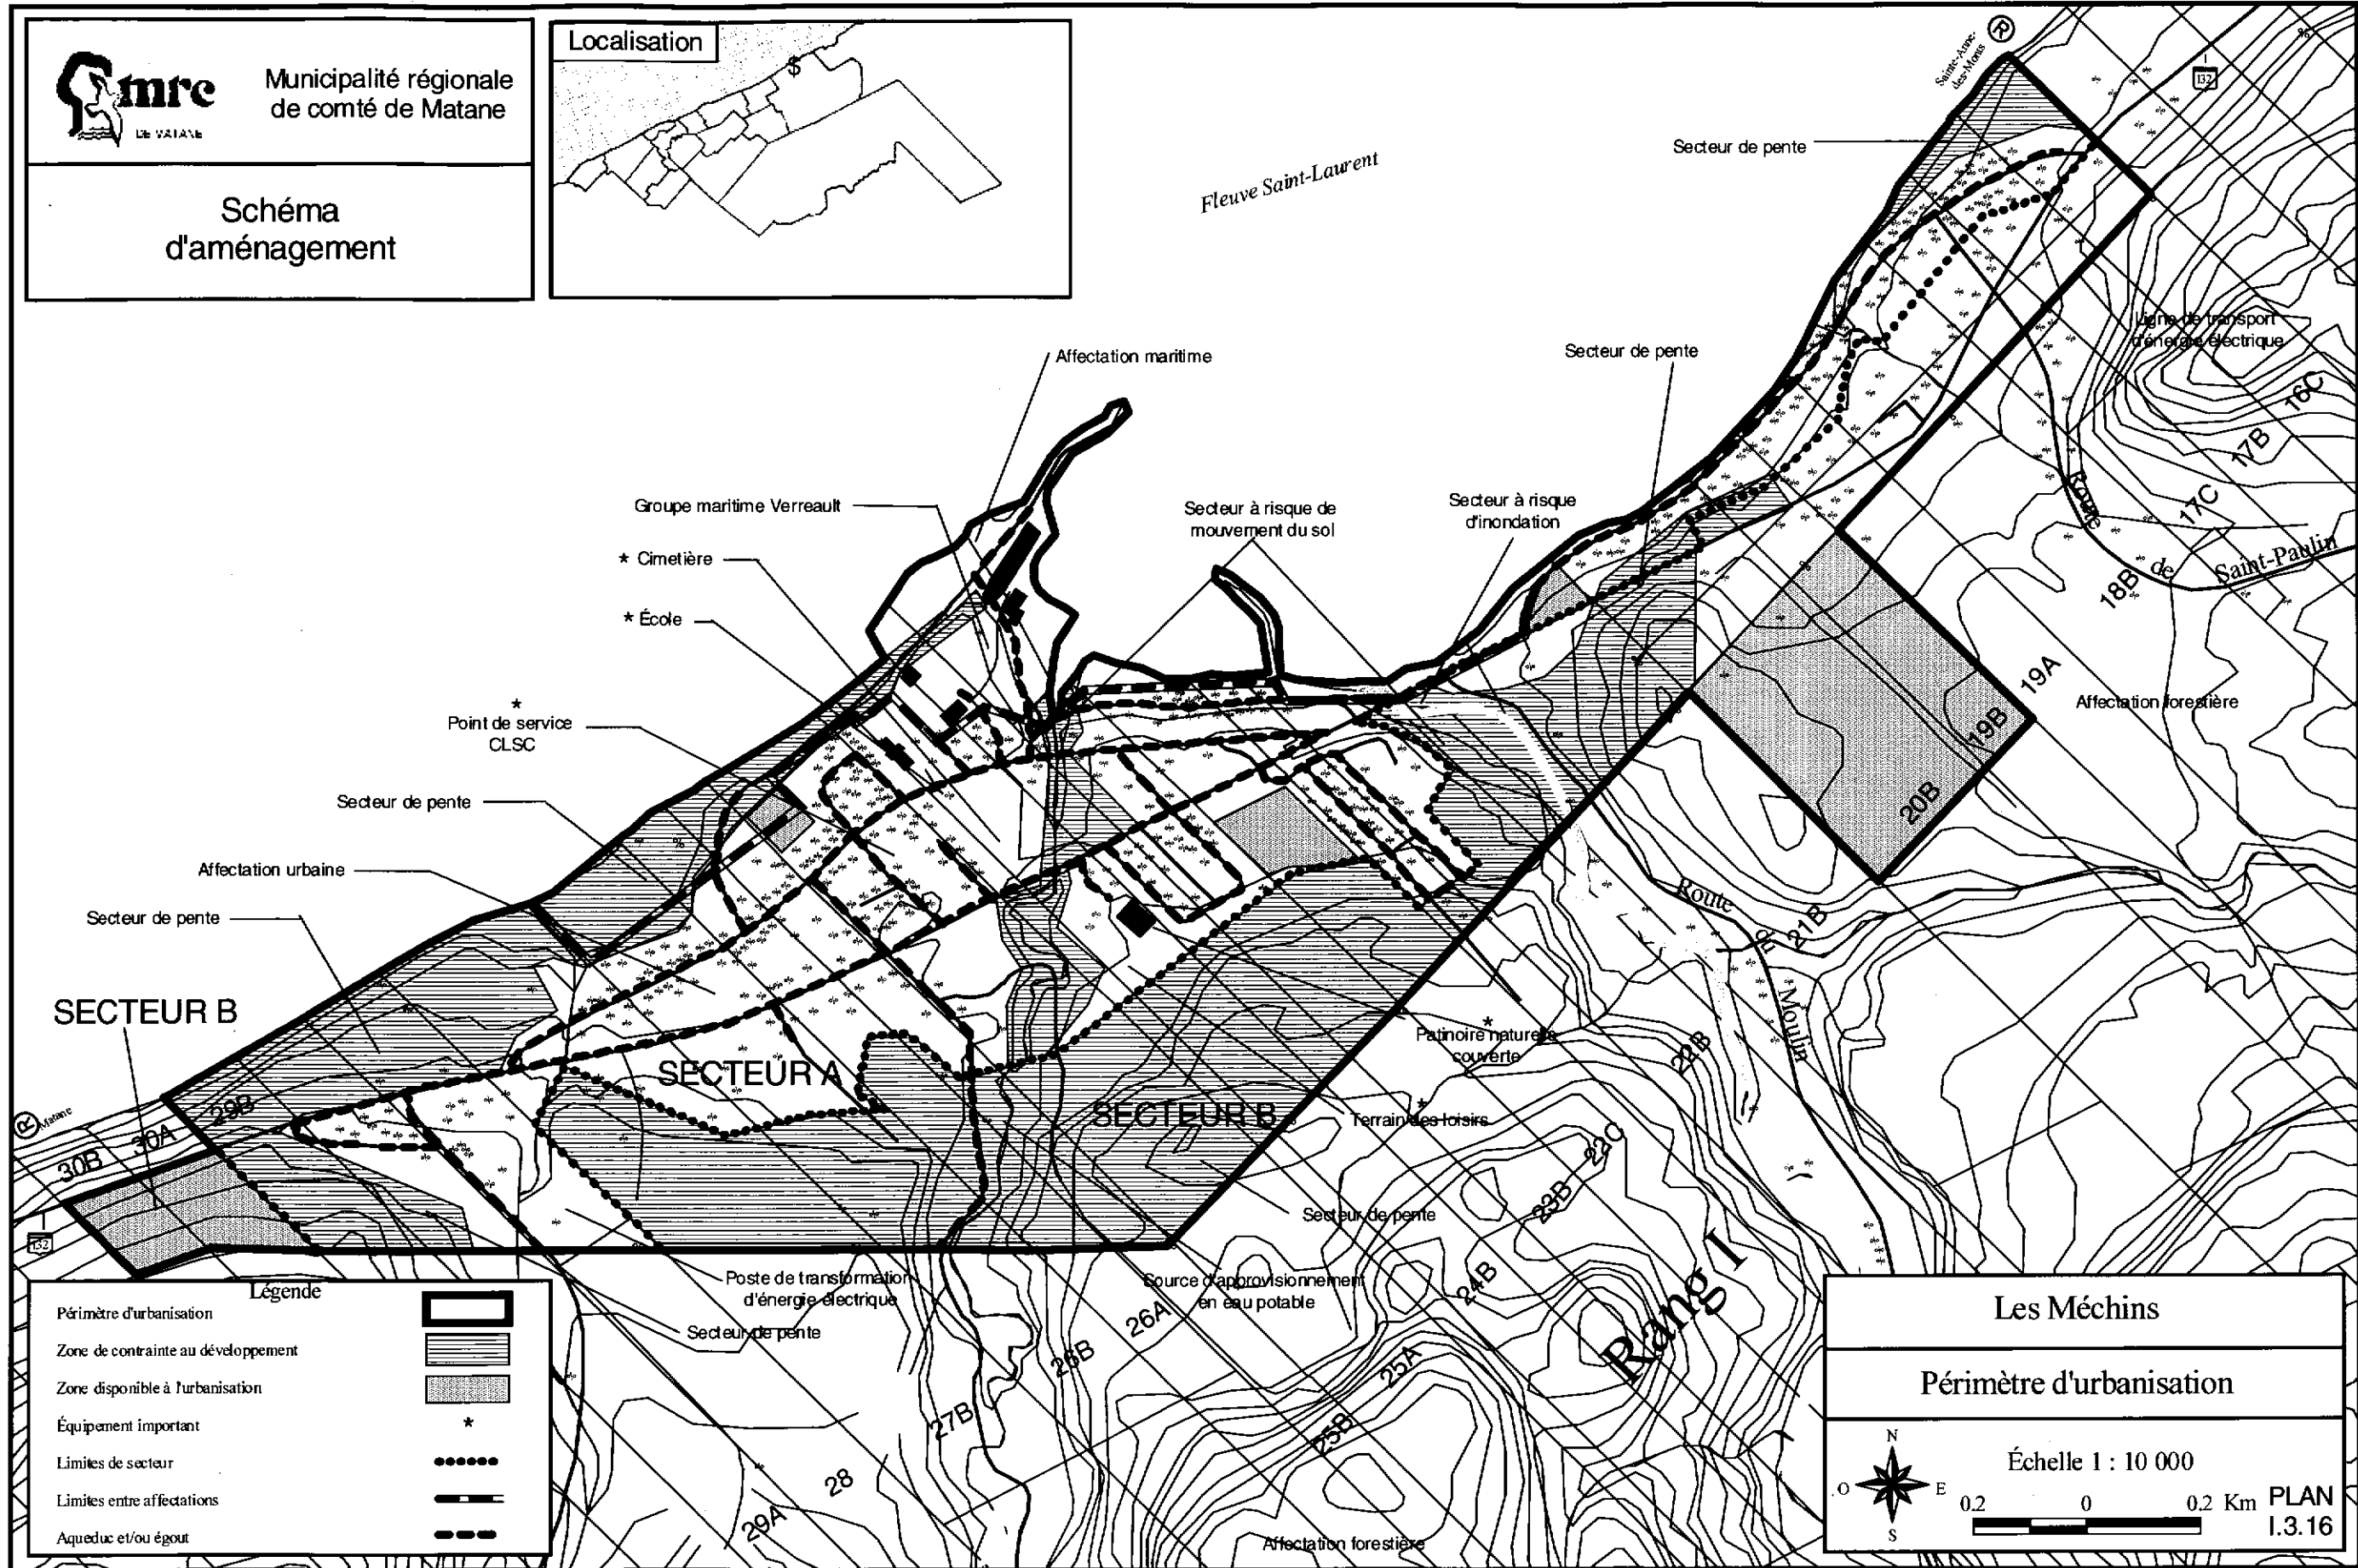 mrc
DE MATANE
Municipalité régionale
de comté de Matane
Schéma
d'aménagement
Localisation
$
Fleuve Saint-Laurent
Sainte-Anne-
des-Monts
R
132
Secteur de pente
Ligne de transport
d'énergie électrique
Affectation maritime
Secteur de pente
16C
17B
17C
Route
de
Saint-Paulin
18B
Groupe maritime Verreault
Secteur à risque de
mouvement du sol
Secteur à risque
d'inondation
* Cimetière
* École
19A
Affectation forestière
19B
20B
*
Point de service
CLSC
Secteur de pente
Affectation urbaine
Secteur de pente
Route
du
Moulin
21B
SECTEUR B
SECTEUR A
SECTEUR B
*
Patinoire naturelle
couverte
22B
*
Terrain des loisirs
22C
R
Matane
29B
30A
30B
132
Secteur de pente
23B
Poste de transformation
d'énergie électrique
Source d'approvisionnement
en eau potable
24B
Rang I
Secteur de pente
26A
26B
25A
25B
27B
28
29A
Affectation forestière
Légende
Périmètre d'urbanisation
Zone de contrainte au développement
Zone disponible à l'urbanisation
Équipement important *
Limites de secteur
Limites entre affectations
Aqueduc et/ou égout
Les Méchins
Périmètre d'urbanisation
N
O E
S
Échelle 1 : 10 000
0.2 0 0.2 Km
PLAN
I.3.16